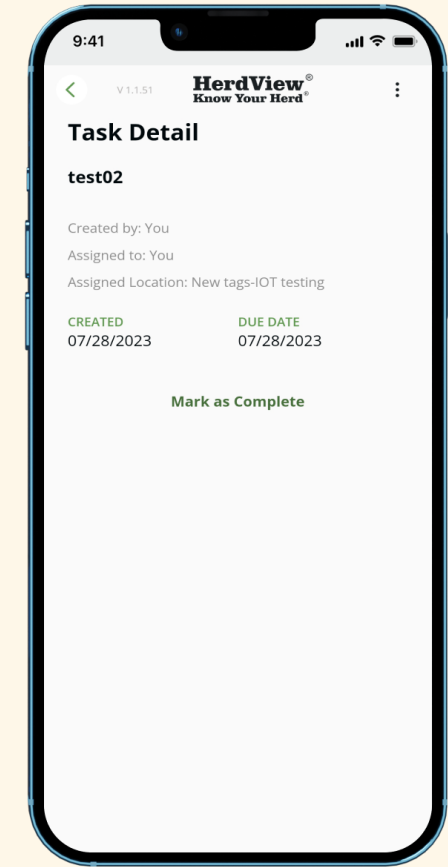 9:41
V 1.1.51
HerdView®
Know Your Herd®
Task Detail
test02
Created by: You
Assigned to: You
Assigned Location: New tags-IOT testing
CREATED
DUE DATE
07/28/2023
07/28/2023
Mark as Complete